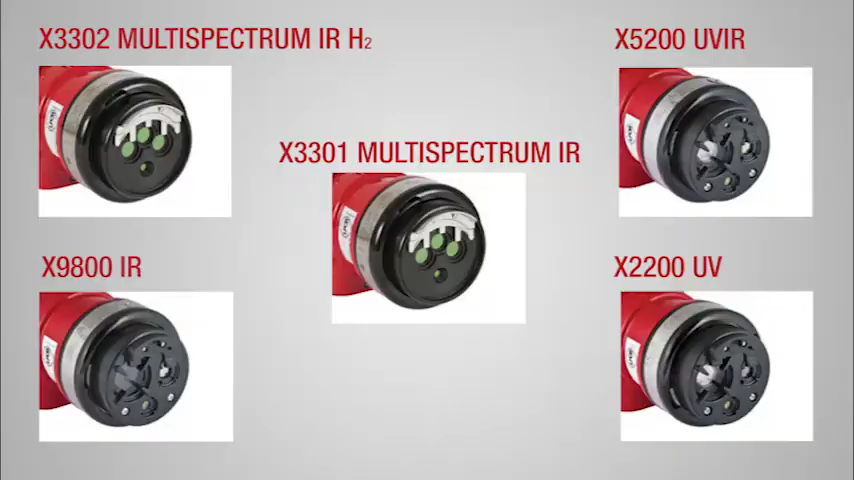 X3302 MULTISPECTRUM IR H₂
X5200 UVIR
X3301 MULTISPECTRUM IR
X9800 IR
X2200 UV